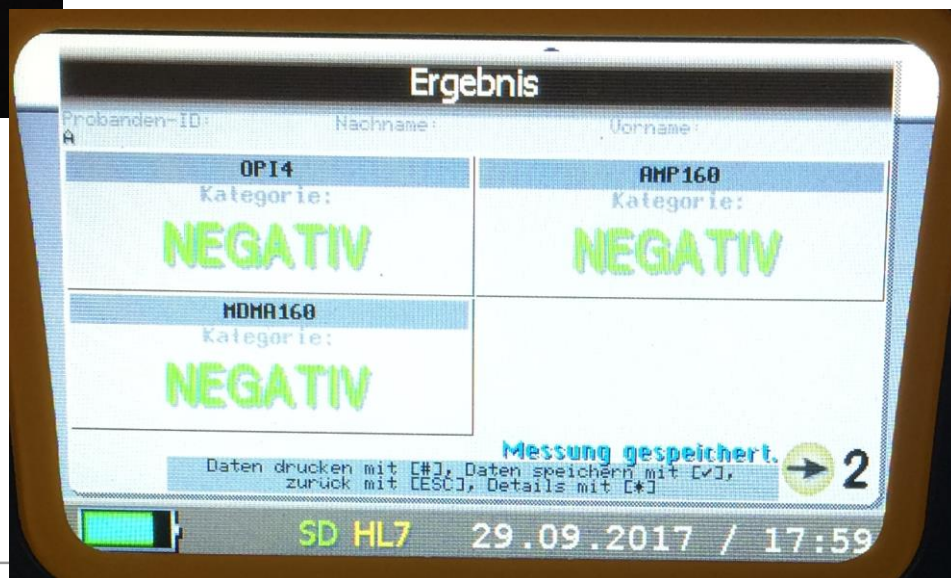 Ergebnis
Probanden-ID: Nachname: Vorname:
A
OPI4
Kategorie:
NEGATIV
AMP160
Kategorie:
NEGATIV
MDMA160
Kategorie:
NEGATIV
Messung gespeichert.
Daten drucken mit [#], Daten speichern mit [✓],
zurück mit [ESC], Details mit [*]
2
SD HL7 29.09.2017 / 17:59